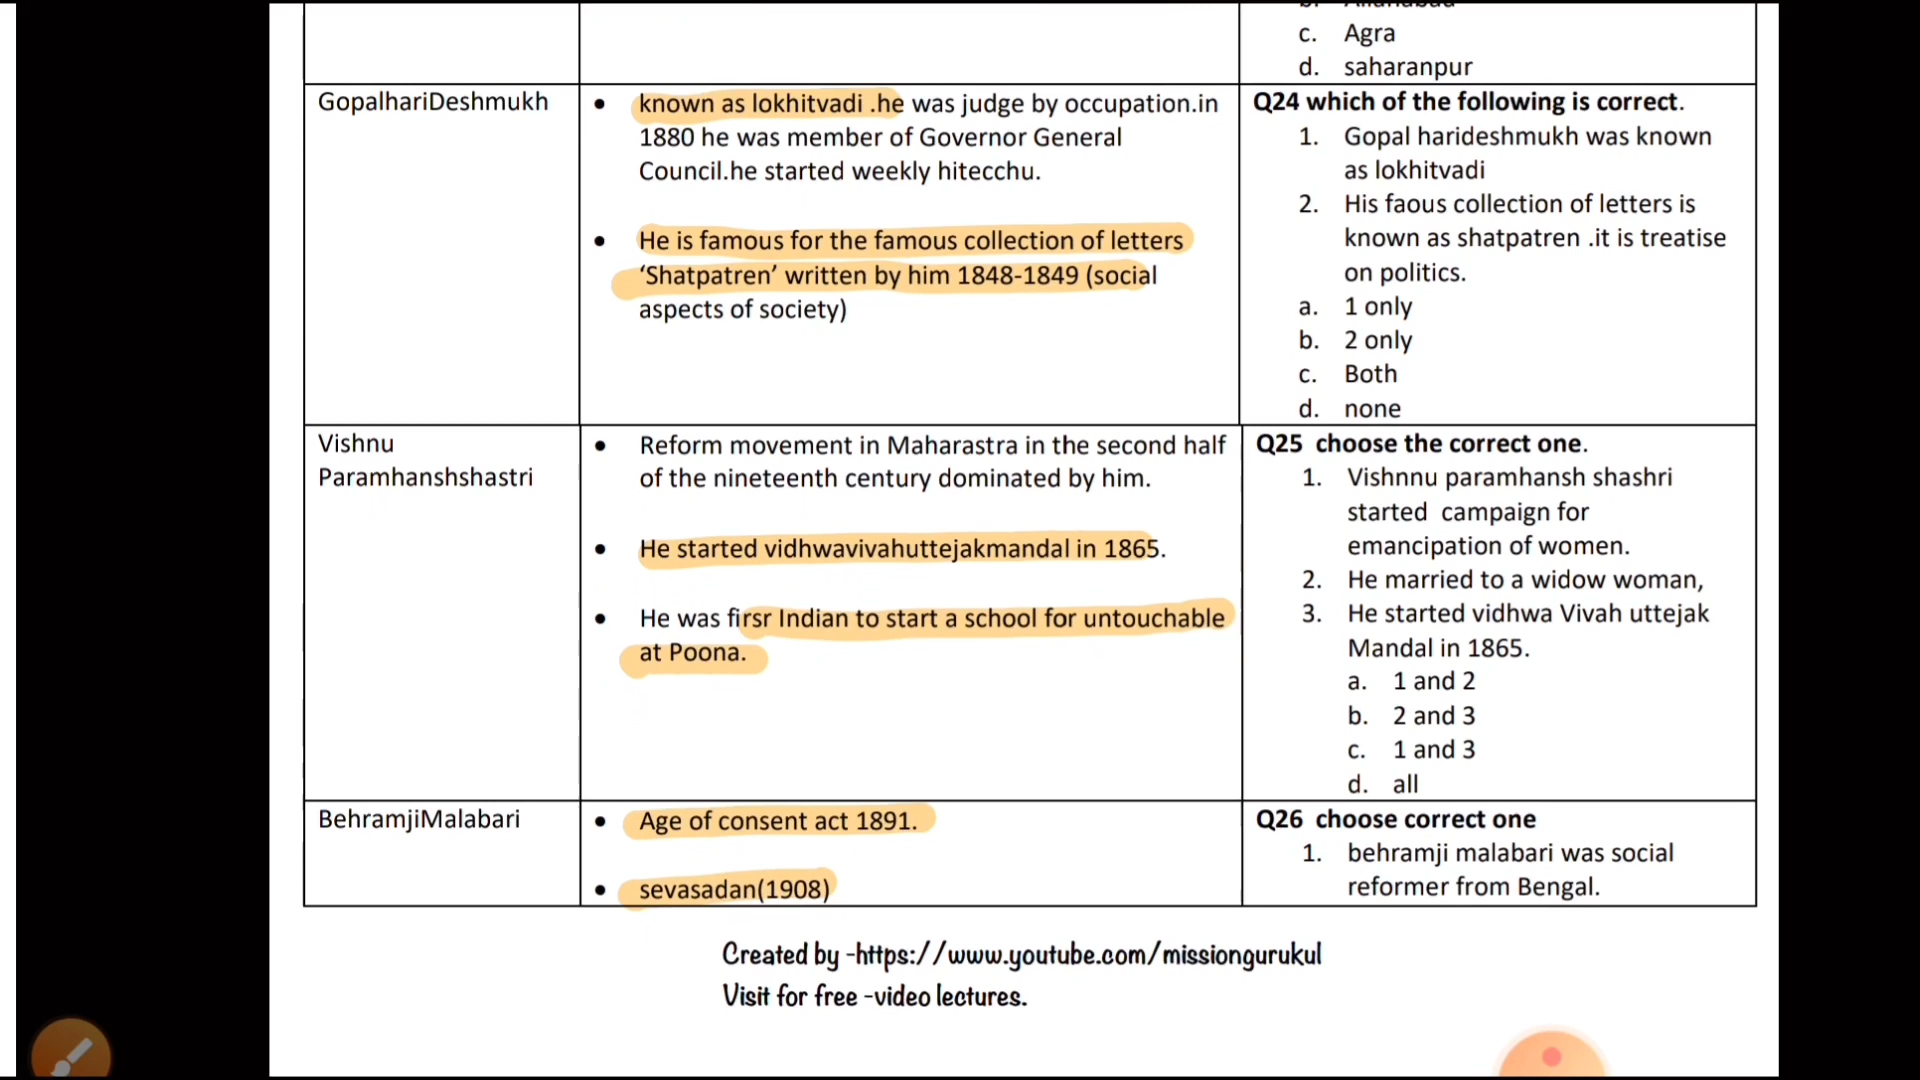 c. Agra
d. saharanpur
GopalhariDeshmukh
• known as lokhitvadi .he was judge by occupation.in
1880 he was member of Governor General
Council.he started weekly hitecchu.
• He is famous for the famous collection of letters
‘Shatpatren’ written by him 1848-1849 (social
aspects of society)
Q24 which of the following is correct.
1. Gopal harideshmukh was known
as lokhitvadi
2. His faous collection of letters is
known as shatpatren .it is treatise
on politics.
a. 1 only
b. 2 only
c. Both
d. none
Vishnu
Paramhanshshastri
• Reform movement in Maharastra in the second half
of the nineteenth century dominated by him.
• He started vidhwavivahuttejakmandal in 1865.
• He was firsr Indian to start a school for untouchable
at Poona.
Q25 choose the correct one.
1. Vishnnu paramhansh shashri
started campaign for
emancipation of women.
2. He married to a widow woman,
3. He started vidhwa Vivah uttejak
Mandal in 1865.
a. 1 and 2
b. 2 and 3
c. 1 and 3
d. all
BehramjiMalabari
• Age of consent act 1891.
• sevasadan(1908)
Q26 choose correct one
1. behramji malabari was social
reformer from Bengal.
Created by -https://www.youtube.com/missiongurukul
Visit for free -video lectures.